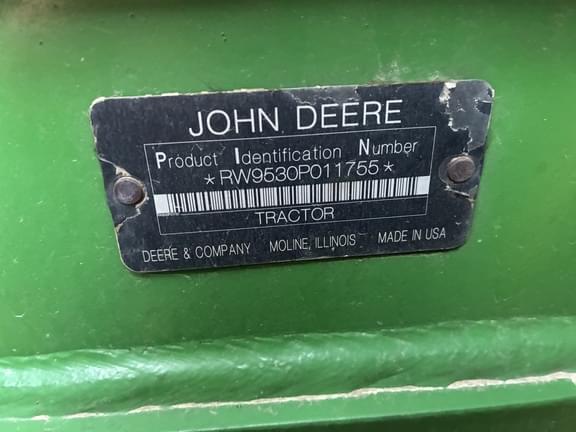 JOHN DEERE
Product Identification Number
*RW9530P011755*
TRACTOR
DEERE & COMPANY MOLINE, ILLINOIS MADE IN USA